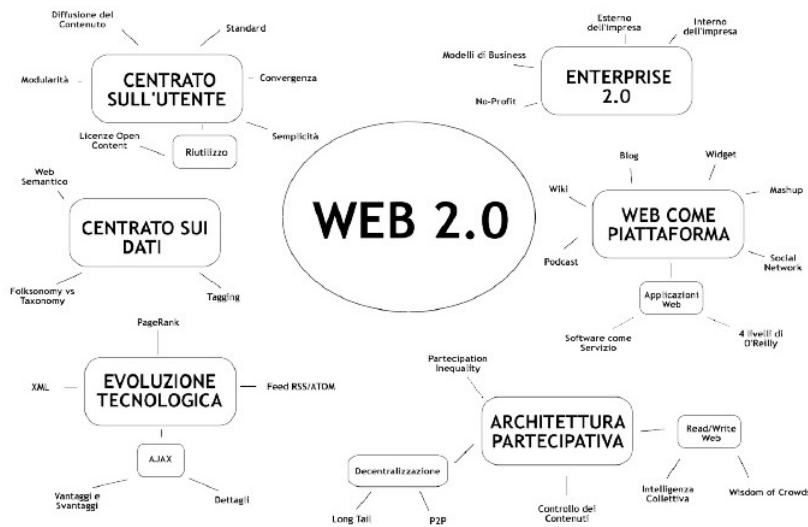 Diffusione del
Contenuto
Standard
Modularità
CENTRATO
SULL'UTENTE
Convergenza
Licenze Open
Content
Riutilizzo
Semplicità
Esterno
dell'impresa
Interno
dell'impresa
Modelli di Business
ENTERPRISE
2.0
No-Profit
WEB 2.0
Web
Semantico
CENTRATO SUI
DATI
Folksonomy vs
Taxonomy
Tagging
Blog
Widget
Wiki
Mashup
WEB COME
PIATTAFORMA
Podcast
Social
Network
Applicazioni
Web
Software come
Servizio
4 livelli di
O'Reilly
PageRank
XML
EVOLUZIONE
TECNOLOGICA
Feed RSS/ATOM
AJAX
Vantaggi e
Svantaggi
Dettagli
Partecipation
Inequality
ARCHITETTURA
PARTECIPATIVA
Read/Write
Web
Decentralizzazione
Intelligenza
Collettiva
Wisdom of Crowds
Long Tail
P2P
Controllo dei
Contenuti